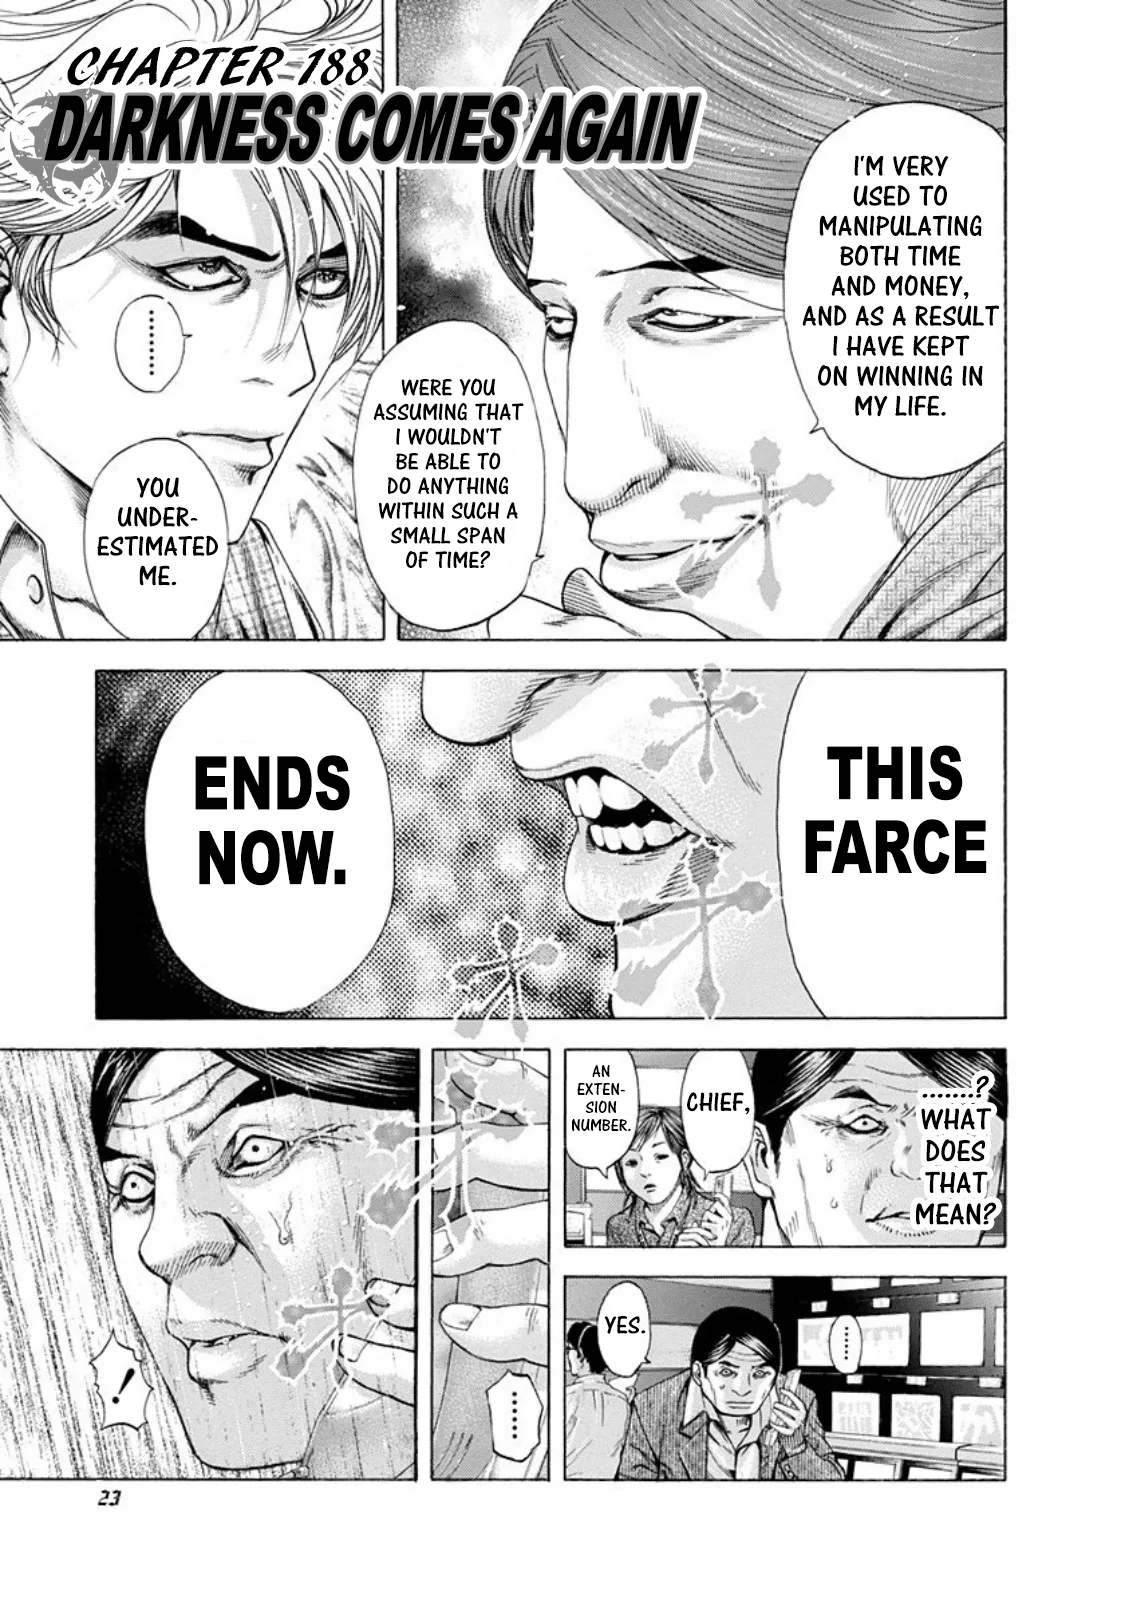 CHAPTER 188
DARKNESS COMES AGAIN
I'M VERY
USED TO
MANIPULATING
BOTH TIME
AND MONEY,
AND AS A RESULT
I HAVE KEPT
ON WINNING IN
MY LIFE.
WERE YOU
ASSUMING THAT
I WOULDN'T
BE ABLE TO
DO ANYTHING
WITHIN SUCH A
SMALL SPAN
OF TIME?
.........
YOU
UNDER-
ESTIMATED
ME.
THIS
FARCE
ENDS
NOW.
........?
WHAT
DOES
THAT
MEAN?
CHIEF,
AN
EXTEN-
SION
NUMBER.
......
YES.
......
!
23